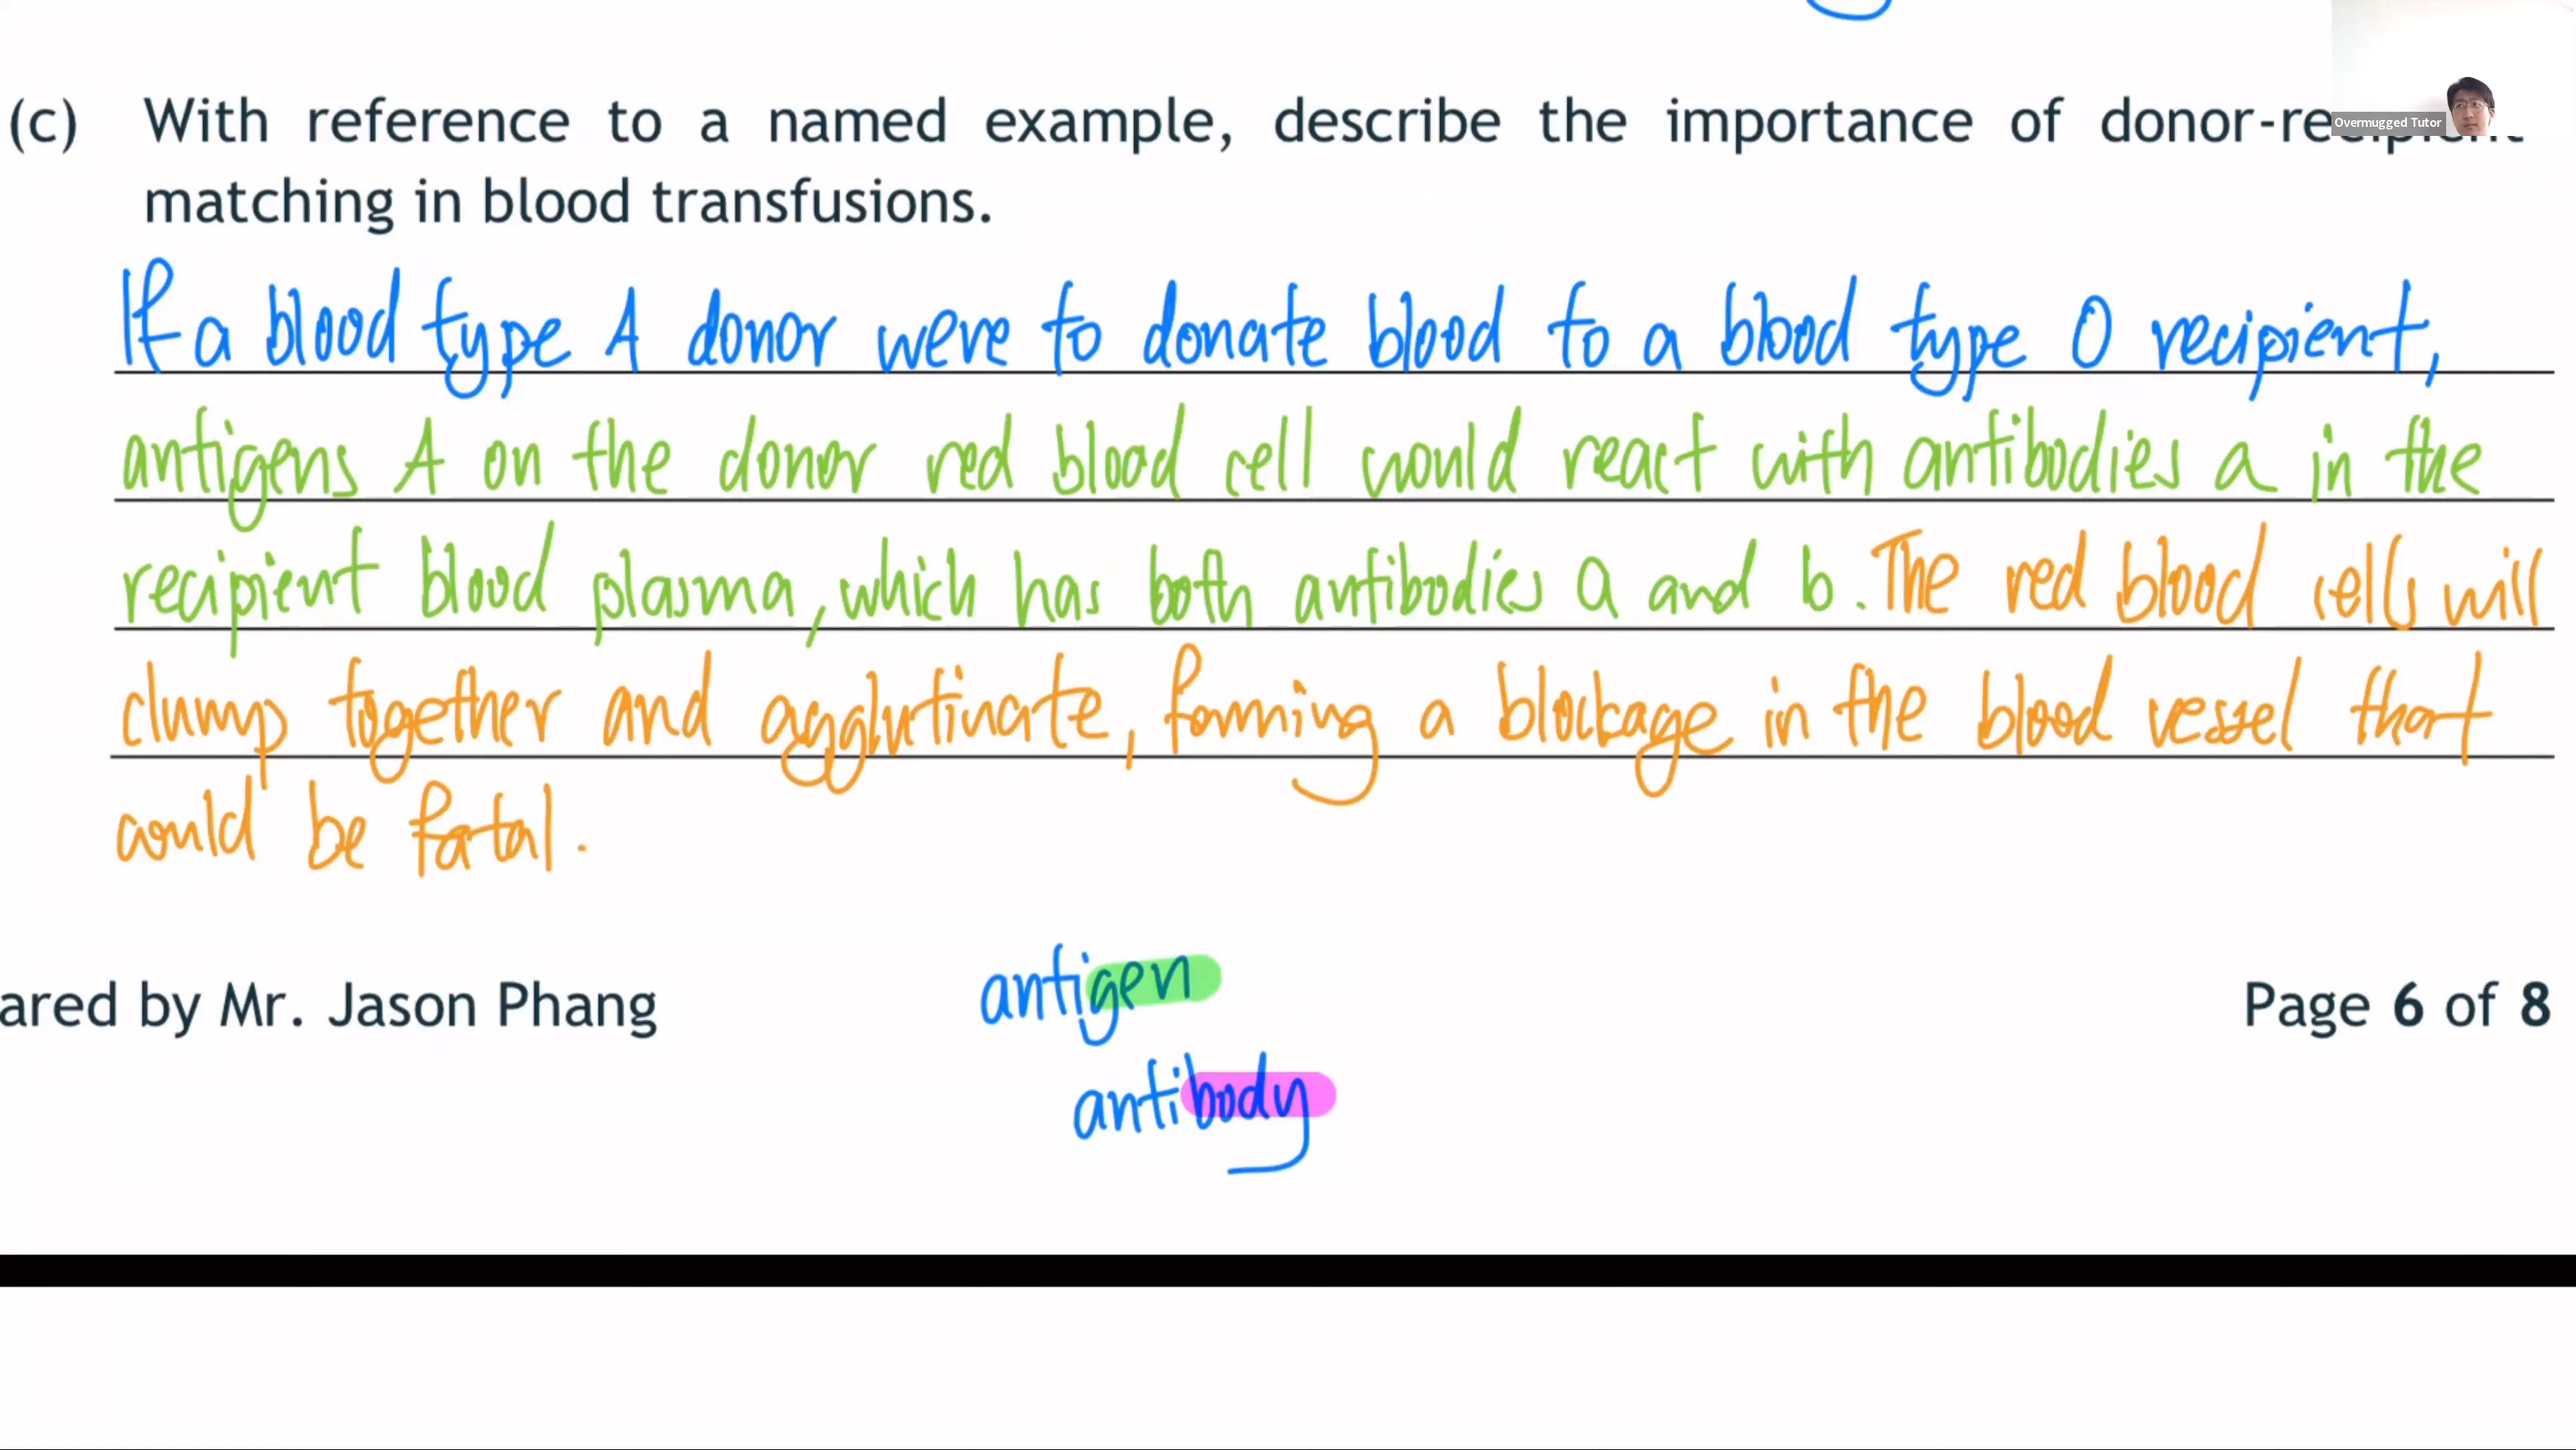 (c) With reference to a named example, describe the importance of donor-recipient
Overmugged Tutor
matching in blood transfusions.
If a blood type A donor were to donate blood to a blood type O recipient,
antigens A on the donor red blood cell would react with antibodies a in the
recipient blood plasma, which has both antibodies a and b. The red blood cells will
clump together and agglutinate, forming a blockage in the blood vessel that
could be fatal.
antigen
ared by Mr. Jason Phang
Page 6 of 8
antibody